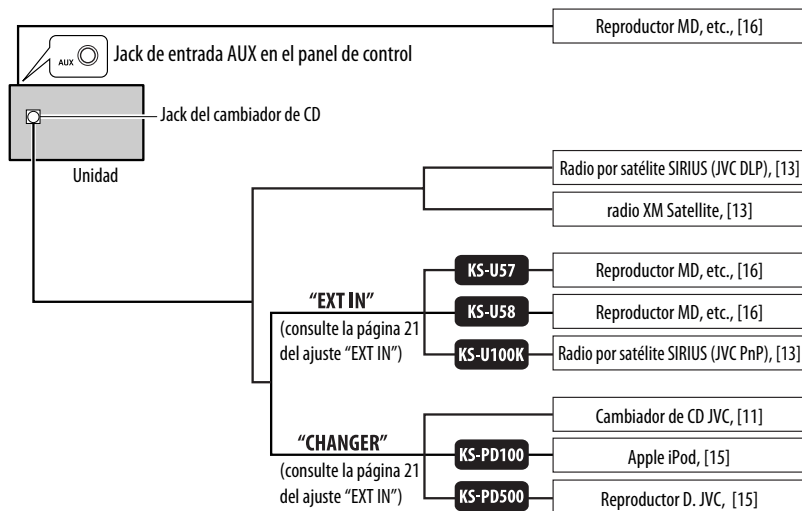 Reproductor MD, etc., [16]
Jack de entrada AUX en el panel de control
AUX
Jack del cambiador de CD
Unidad
Radio por satélite SIRIUS (JVC DLP), [13]
radio XM Satellite, [13]
"EXT IN"
(consulte la página 21
del ajuste “EXT IN”)
KS-U57
Reproductor MD, etc., [16]
KS-U58
Reproductor MD, etc., [16]
KS-U100K
Radio por satélite SIRIUS (JVC PnP), [13]
"CHANGER"
(consulte la página 21
del ajuste “EXT IN”)
Cambiador de CD JVC, [11]
KS-PD100
Apple iPod, [15]
KS-PD500
Reproductor D. JVC, [15]